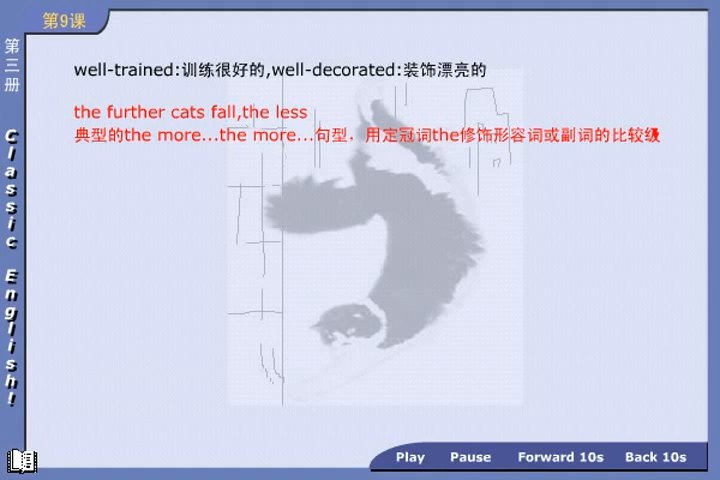 第9课
第三册
Classic English!
well-trained:训练很好的,well-decorated:装饰漂亮的
the further cats fall,the less
典型的the more...the more...句型，用定冠词the修饰形容词或副词的比较级
Play Pause Forward 10s Back 10s